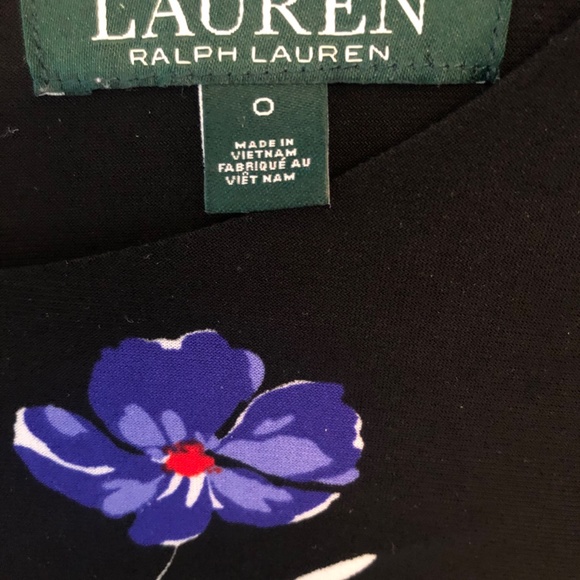 LAUREN
RALPH LAUREN
0
MADE IN
VIETNAM
FABRIQUÉ AU
VIÊT NAM